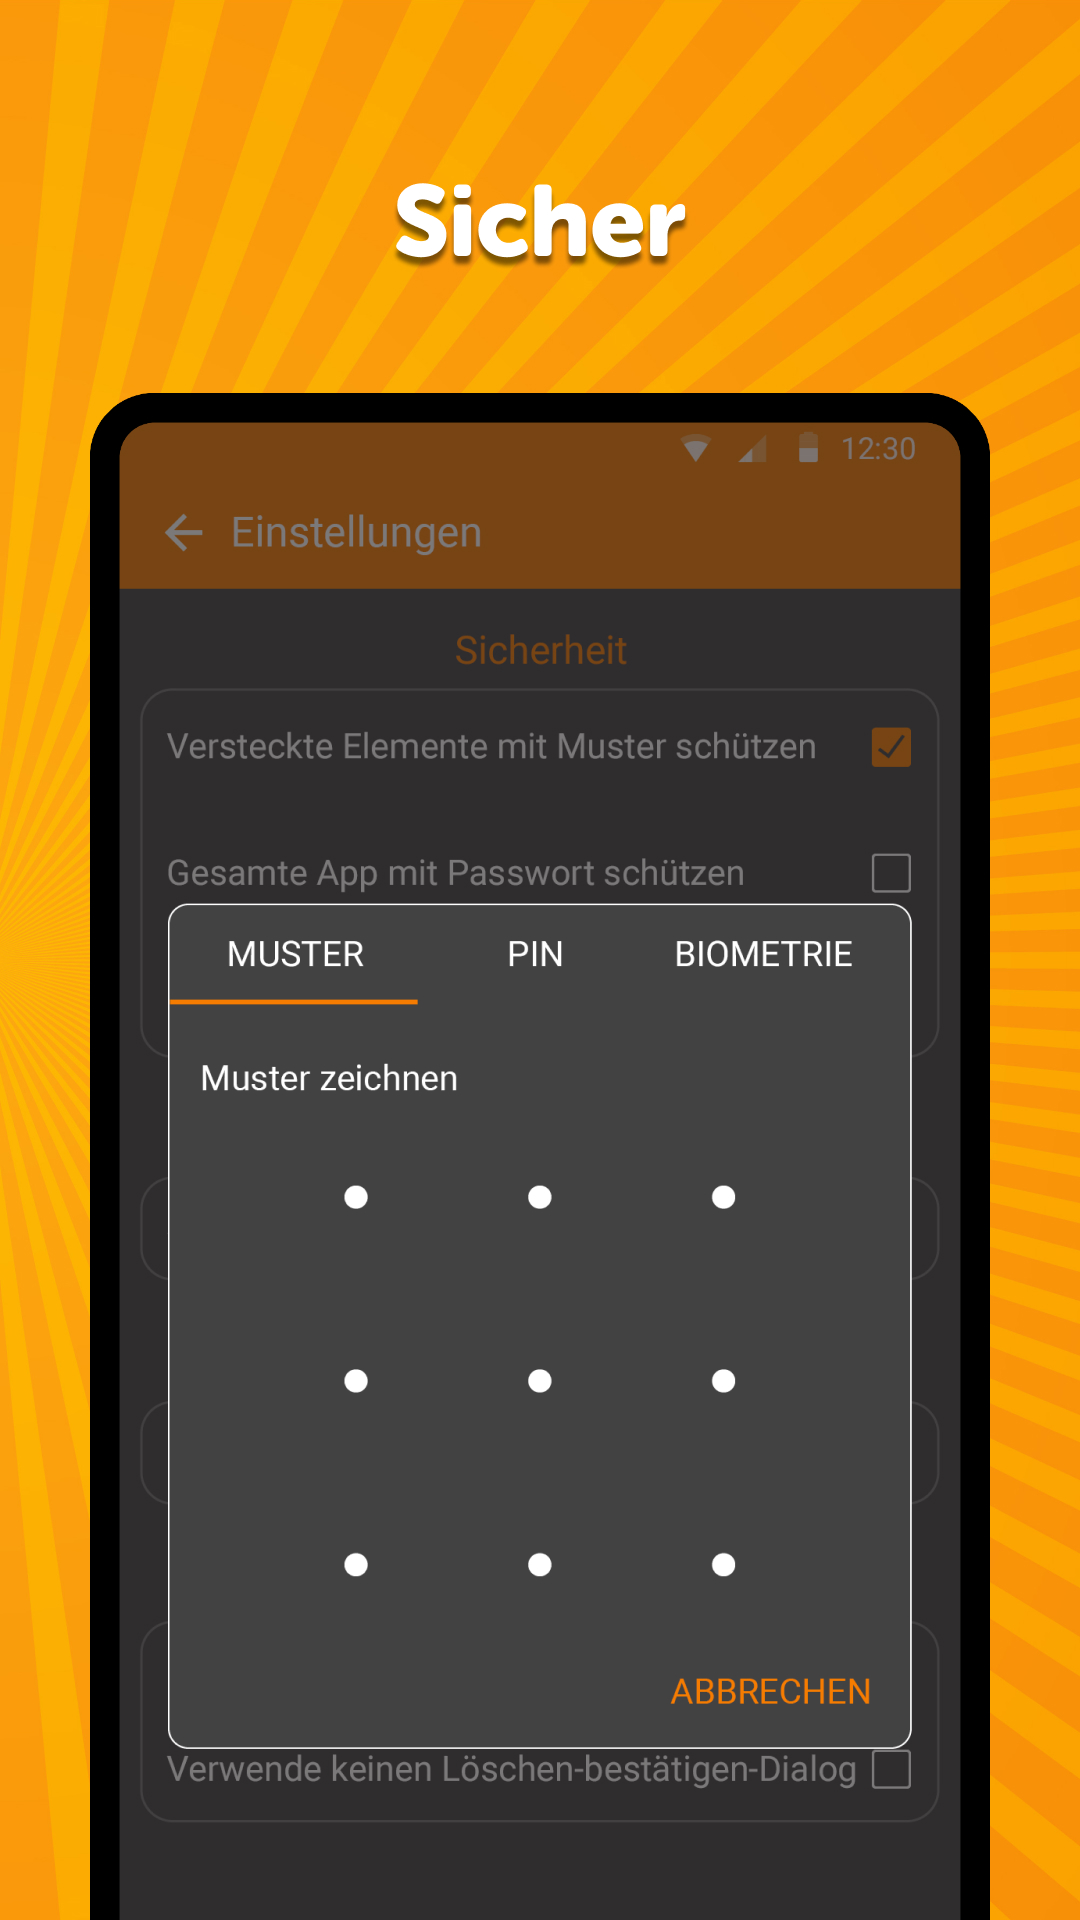 Sicher
12:30
Einstellungen
Sicherheit
Versteckte Elemente mit Muster schützen
Gesamte App mit Passwort schützen
MUSTER PIN BIOMETRIE
Muster zeichnen
ABBRECHEN
Verwende keinen Löschen-bestätigen-Dialog